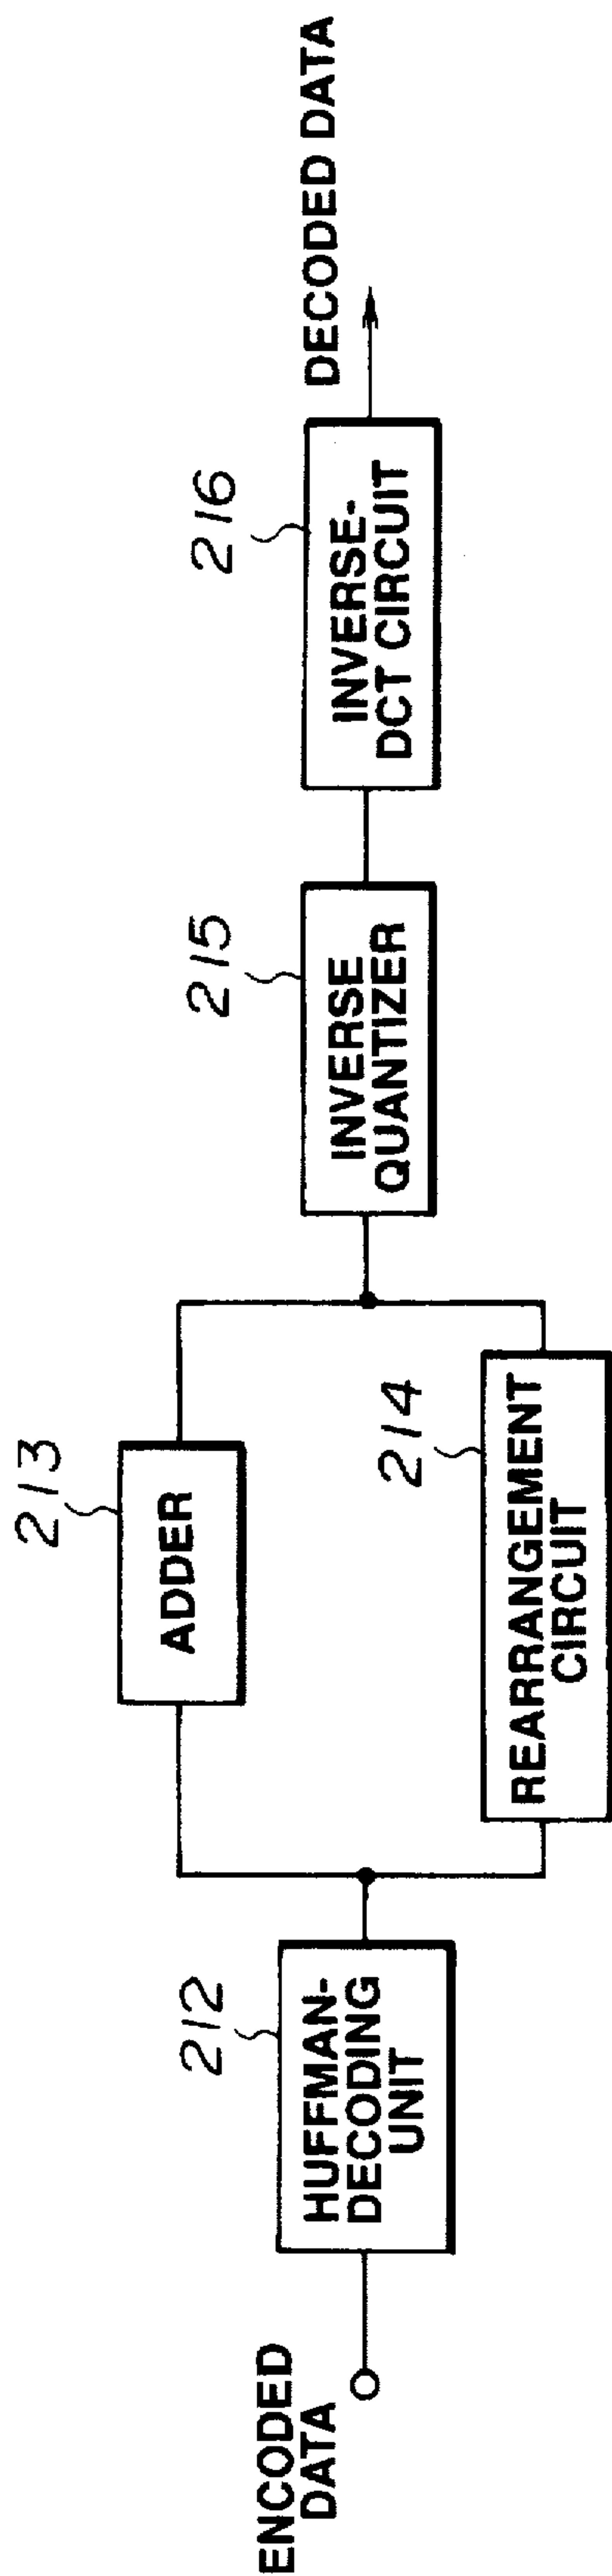 ENCODED
DATA
212
HUFFMAN-
DECODING
UNIT
213
ADDER
214
REARRANGEMENT
CIRCUIT
215
INVERSE
QUANTIZER
216
INVERSE-
DCT CIRCUIT
DECODED DATA